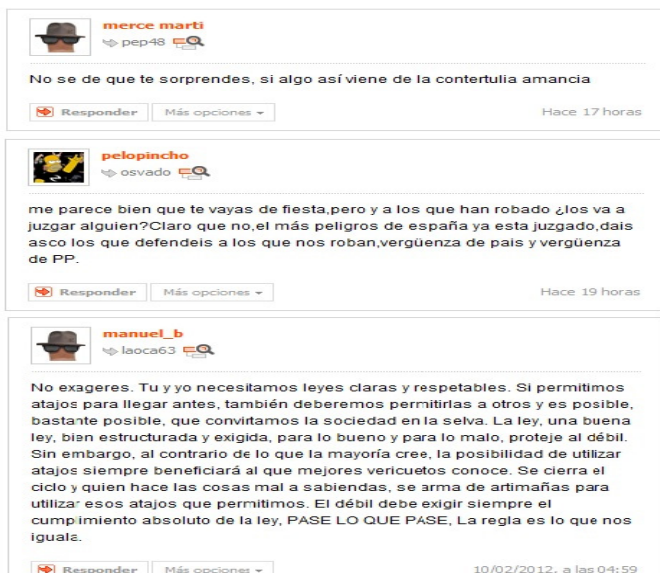 merce marti
pep48
No se de que te sorprendes, si algo así viene de la contertulia amancia
Responder Más opciones Hace 17 horas
pelopincho
osvado
me parece bien que te vayas de fiesta,pero y a los que han robado ¿los va a
juzgar alguien?Claro que no,el más peligros de españa ya esta juzgado,dais
asco los que defendeis a los que nos roban,vergüenza de pais y vergüenza
de PP.
Responder Más opciones Hace 19 horas
manuel_b
laoca63
No exageres. Tu y yo necesitamos leyes claras y respetables. Si permitimos
atajos para llegar antes, también deberemos permitirlas a otros y es posible,
bastante posible, que convirtamos la sociedad en la selva. La ley, una buena
ley, bien estructurada y exigida, para lo bueno y para lo malo, proteje al débil.
Sin embargo, al contrario de lo que la mayoría cree, la posibilidad de utilizar
atajos siempre beneficiará al que mejores vericuetos conoce. Se cierra el
ciclo y quien hace las cosas mal a sabiendas, se arma de artimañas para
utilizar esos atajos que permitimos. El débil debe exigir siempre el
cumplimiento absoluto de la ley, PASE LO QUE PASE, La regla es lo que nos
iguala.
Responder Más opciones 10/02/2012, a las 04:59